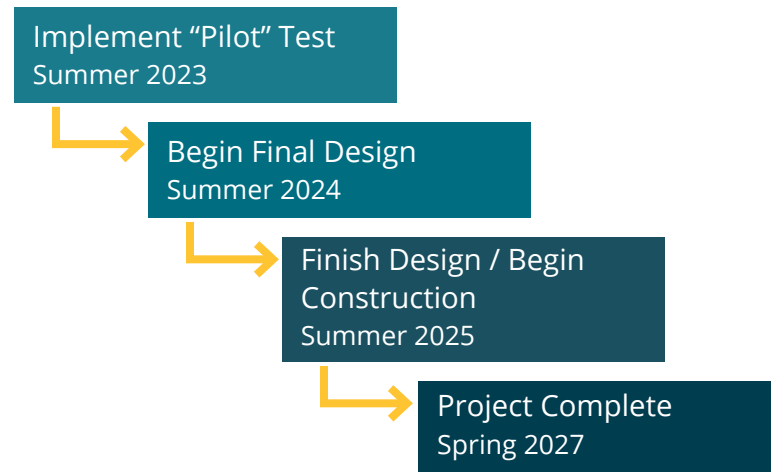 Implement “Pilot” Test
Summer 2023
Begin Final Design
Summer 2024
Finish Design / Begin
Construction
Summer 2025
Project Complete
Spring 2027